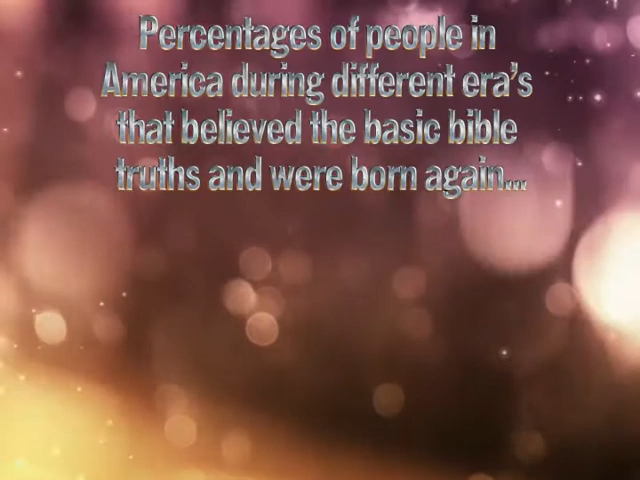 Percentages of people in
America during different era's
that believed the basic bible
truths and were born again...